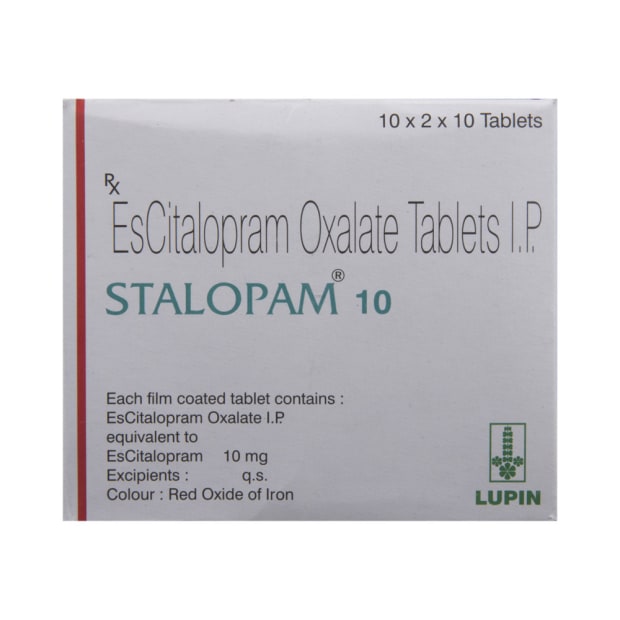 10 x 2 x 10 Tablets
Rx
EsCitalopram Oxalate Tablets I.P.
STALOPAM® 10
Each film coated tablet contains :
EsCitalopram Oxalate I.P.
equivalent to
EsCitalopram 10 mg
Excipients : q.s.
Colour : Red Oxide of Iron
LUPIN